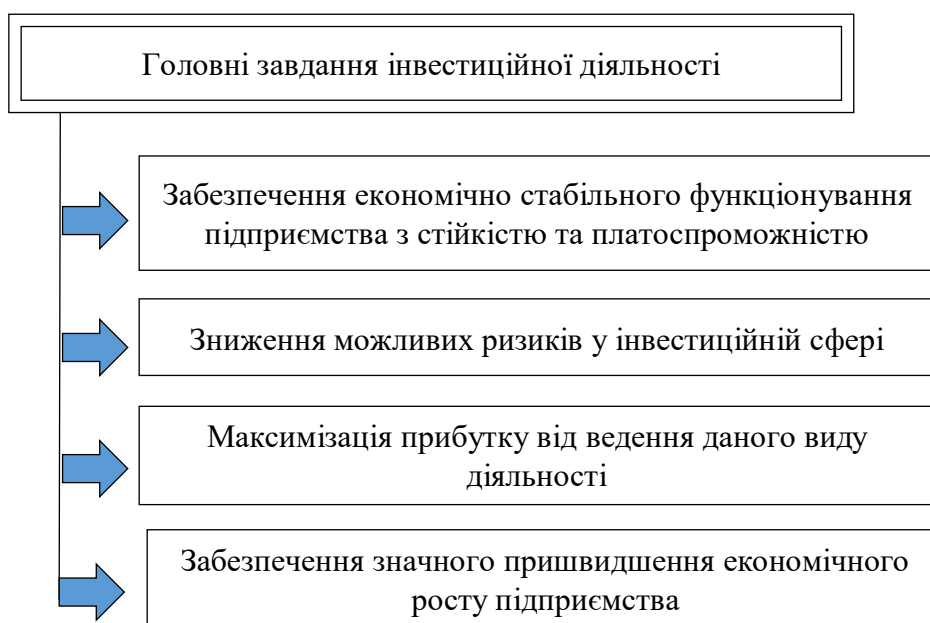 Головні завдання інвестиційної діяльності
Забезпечення економічно стабільного функціонування
підприємства з стійкістю та платоспроможністю
Зниження можливих ризиків у інвестиційній сфері
Максимізація прибутку від ведення даного виду
діяльності
Забезпечення значного пришвидшення економічного
росту підприємства